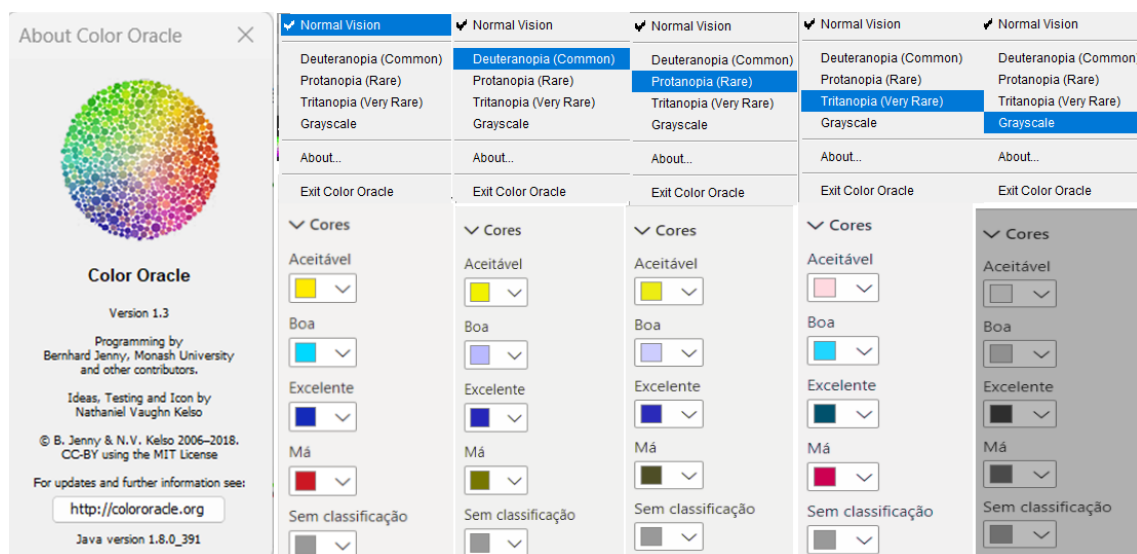 About Color Oracle
Color Oracle
Version 1.3
Programming by
Bernhard Jenny, Monash University
and other contributors.
Ideas, Testing and Icon by
Nathaniel Vaughn Kelso
© B. Jenny & N.V. Kelso 2006–2018.
CC-BY using the MIT License
For updates and further information see:
http://colororacle.org
Java version 1.8.0_391
Normal Vision
Deuteranopia (Common)
Protanopia (Rare)
Tritanopia (Very Rare)
Grayscale
About...
Exit Color Oracle
Cores
Aceitável
Boa
Excelente
Má
Sem classificação
Normal Vision
Deuteranopia (Common)
Protanopia (Rare)
Tritanopia (Very Rare)
Grayscale
About...
Exit Color Oracle
Cores
Aceitável
Boa
Excelente
Má
Sem classificação
Normal Vision
Deuteranopia (Common)
Protanopia (Rare)
Tritanopia (Very Rare)
Grayscale
About...
Exit Color Oracle
Cores
Aceitável
Boa
Excelente
Má
Sem classificação
Normal Vision
Deuteranopia (Common)
Protanopia (Rare)
Tritanopia (Very Rare)
Grayscale
About...
Exit Color Oracle
Cores
Aceitável
Boa
Excelente
Má
Sem classificação
Normal Vision
Deuteranopia (Common)
Protanopia (Rare)
Tritanopia (Very Rare)
Grayscale
About...
Exit Color Oracle
Cores
Aceitável
Boa
Excelente
Má
Sem classificação